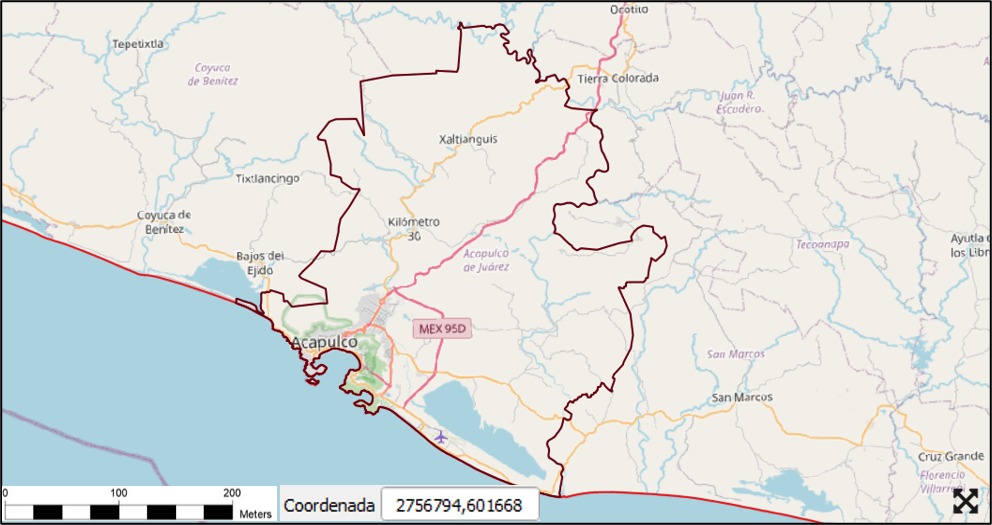 Ocotito
Tepetixtla
Coyuca
de Benítez
Tierra Colorada
Juan R.
Escudero
Xaltianguis
Tixtlancingo
Coyuca de
Benítez
Kilómetro
30
Acapulco
de Juárez
Tecoanapa
Ayutla d
los Libr
Bajos del
Ejido
MEX 95D
Acapulco
San Marcos
San Marcos
Cruz Grande
Florencio
Villarreal
0 100 200
Meters
Coordenada 2756794,601668